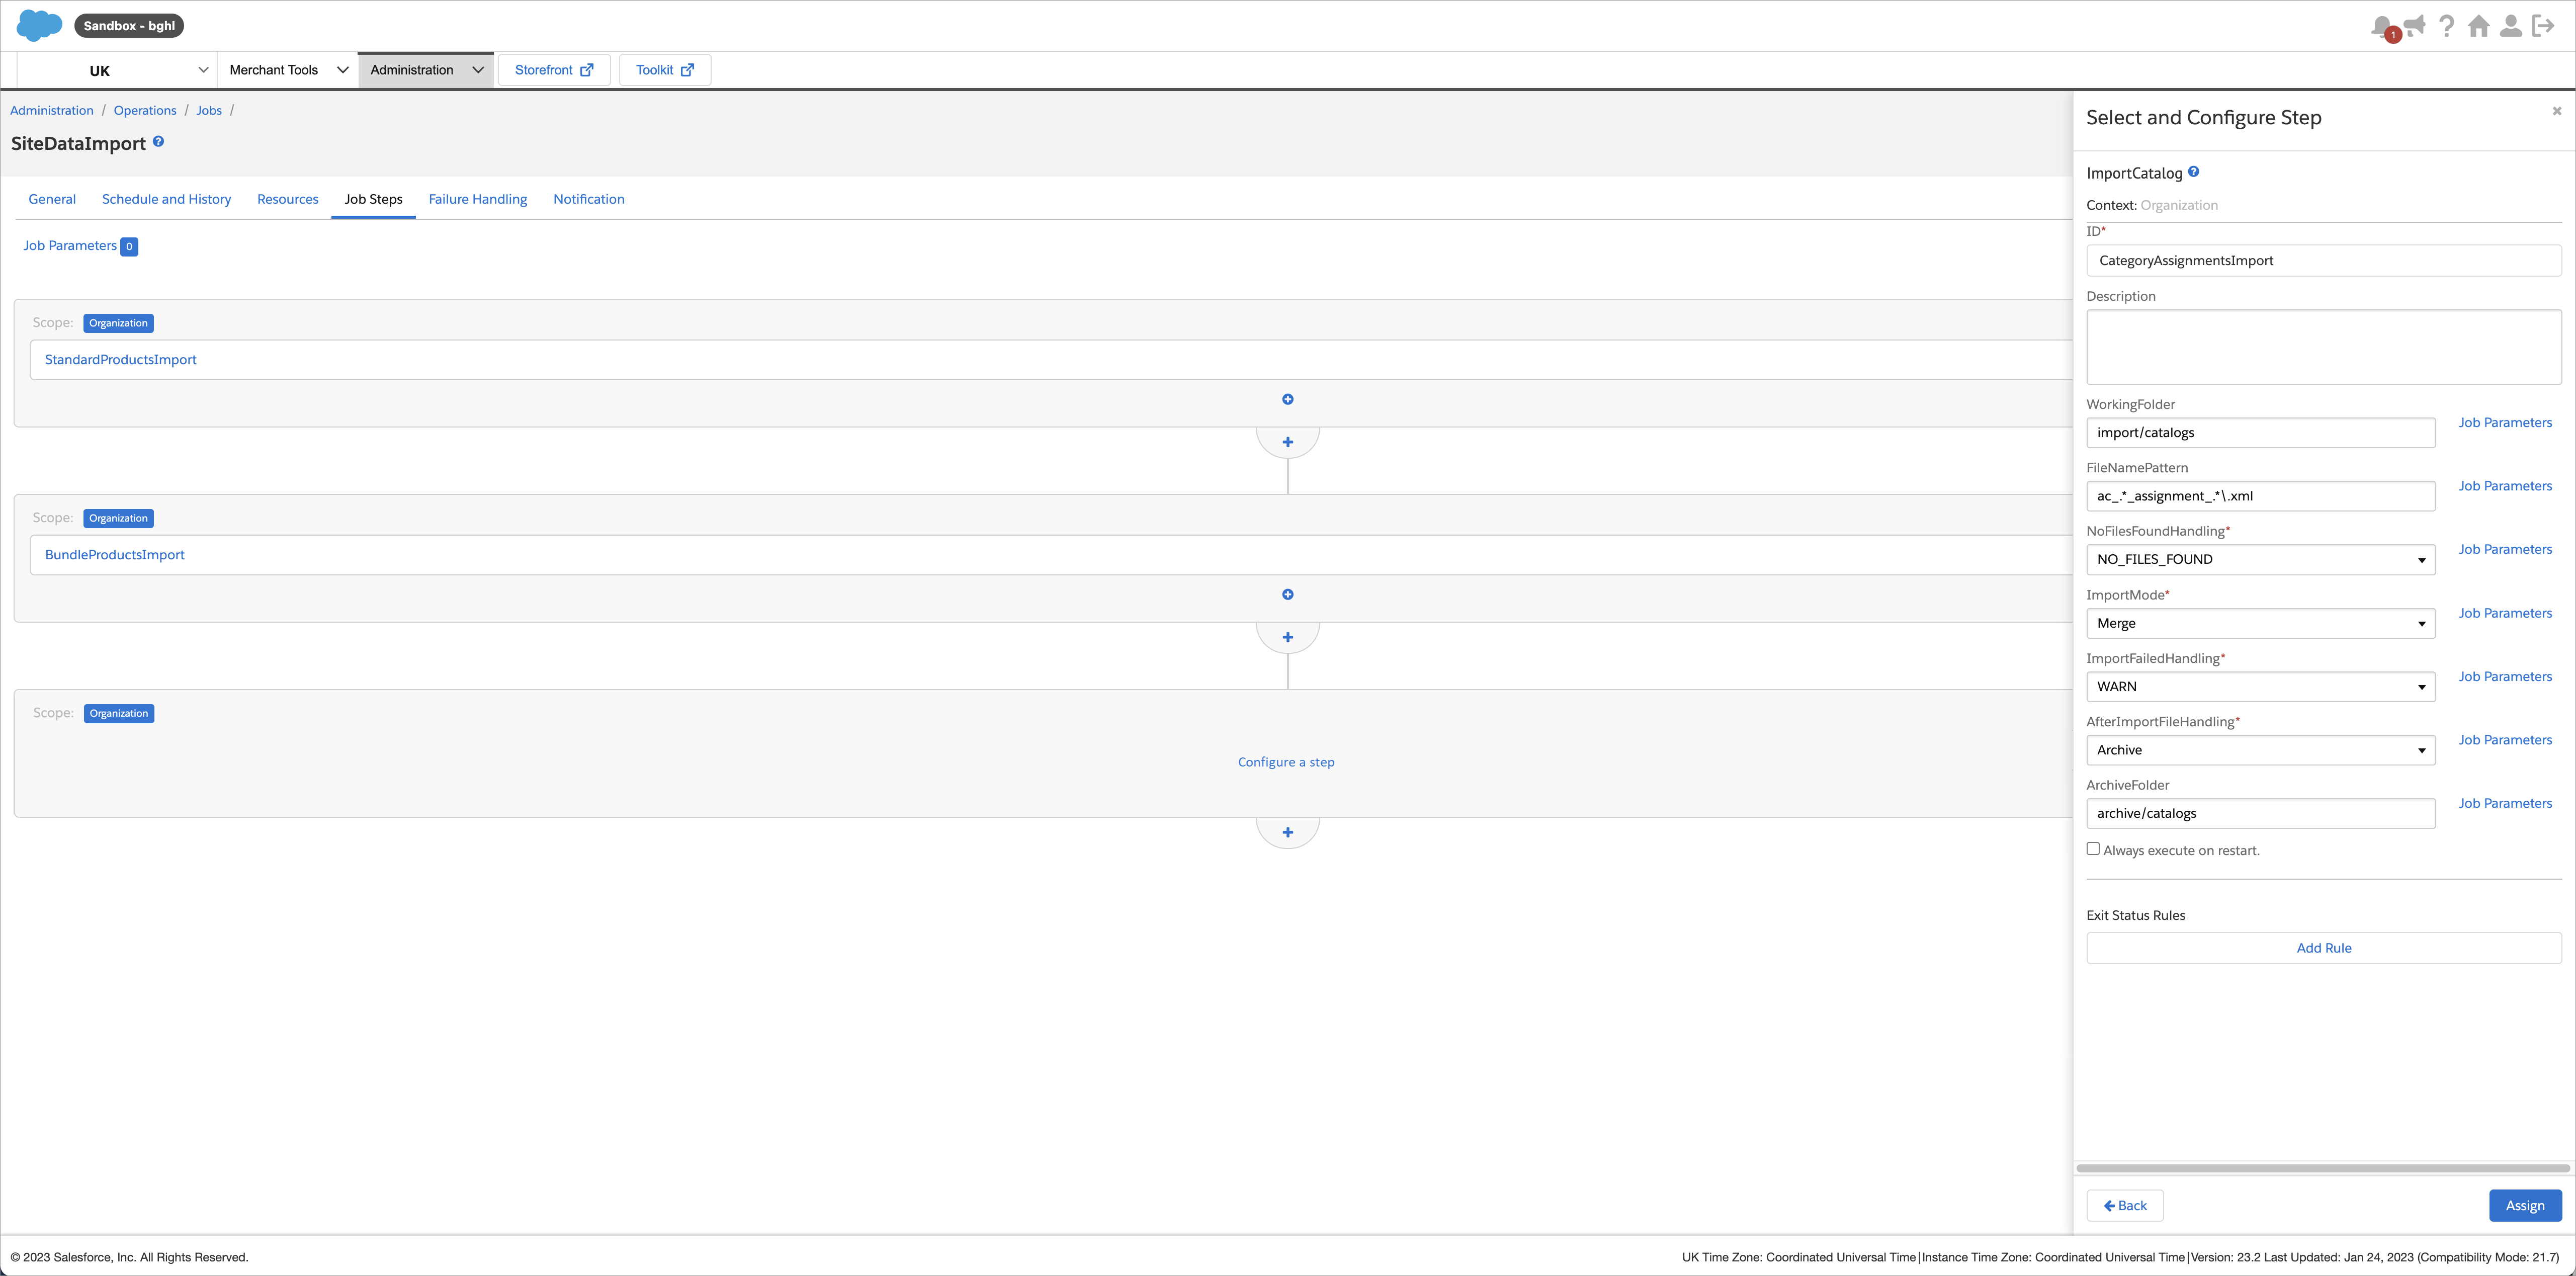 Sandbox - bghl
1
UK
Merchant Tools
Administration
Storefront
Toolkit
Administration / Operations / Jobs /
SiteDataImport ?
General Schedule and History Resources Job Steps Failure Handling Notification
Job Parameters 0
Scope: Organization
StandardProductsImport
Scope: Organization
BundleProductsImport
Scope: Organization
Configure a step
Select and Configure Step
ImportCatalog ?
Context: Organization
ID*
CategoryAssignmentsImport
Description
WorkingFolder
import/catalogs
Job Parameters
FileNamePattern
ac_.*_assignment_.*\.xml
Job Parameters
NoFilesFoundHandling*
NO_FILES_FOUND
Job Parameters
ImportMode*
Merge
Job Parameters
ImportFailedHandling*
WARN
Job Parameters
AfterImportFileHandling*
Archive
Job Parameters
ArchiveFolder
archive/catalogs
Job Parameters
Always execute on restart.
Exit Status Rules
Add Rule
Back
Assign
© 2023 Salesforce, Inc. All Rights Reserved.
UK Time Zone: Coordinated Universal Time|Instance Time Zone: Coordinated Universal Time|Version: 23.2 Last Updated: Jan 24, 2023 (Compatibility Mode: 21.7)